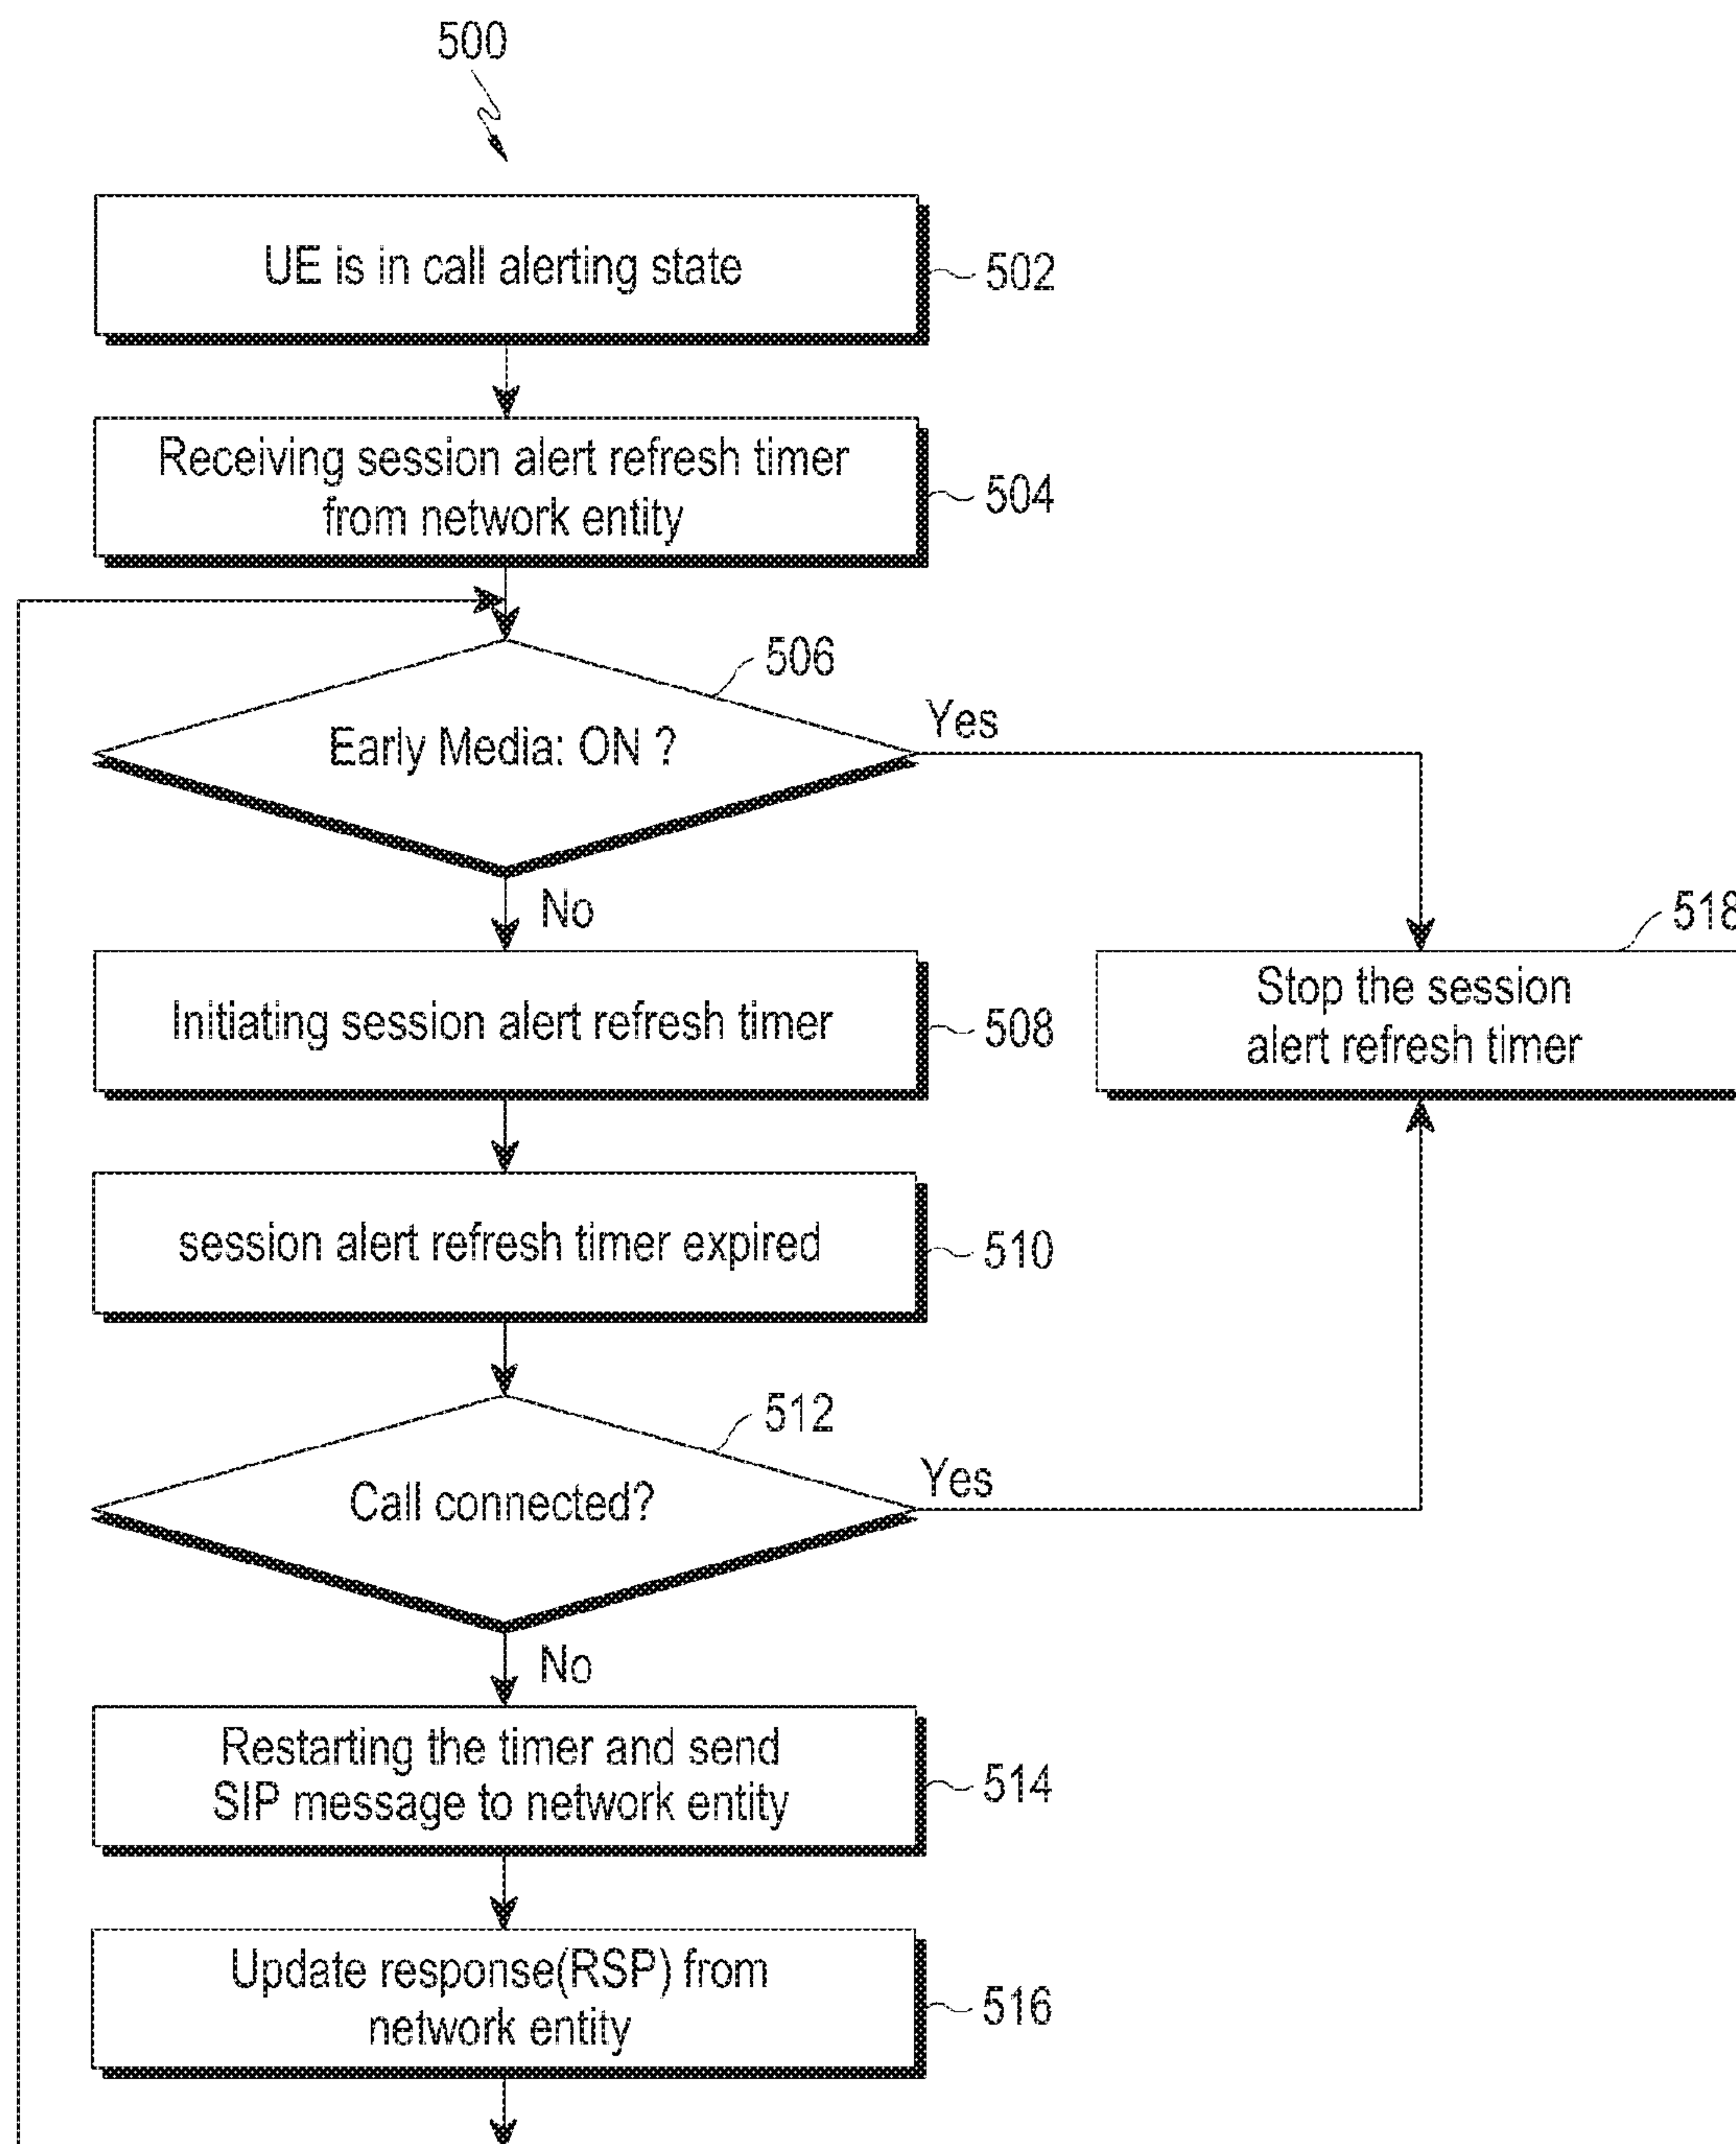 500
UE is in call alerting state
502
Receiving session alert refresh timer
from network entity
504
506
Early Media: ON ?
Yes
No
518
Stop the session
alert refresh timer
Initiating session alert refresh timer
508
session alert refresh timer expired
510
512
Call connected?
Yes
No
Restarting the timer and send
SIP message to network entity
514
Update response(RSP) from
network entity
516